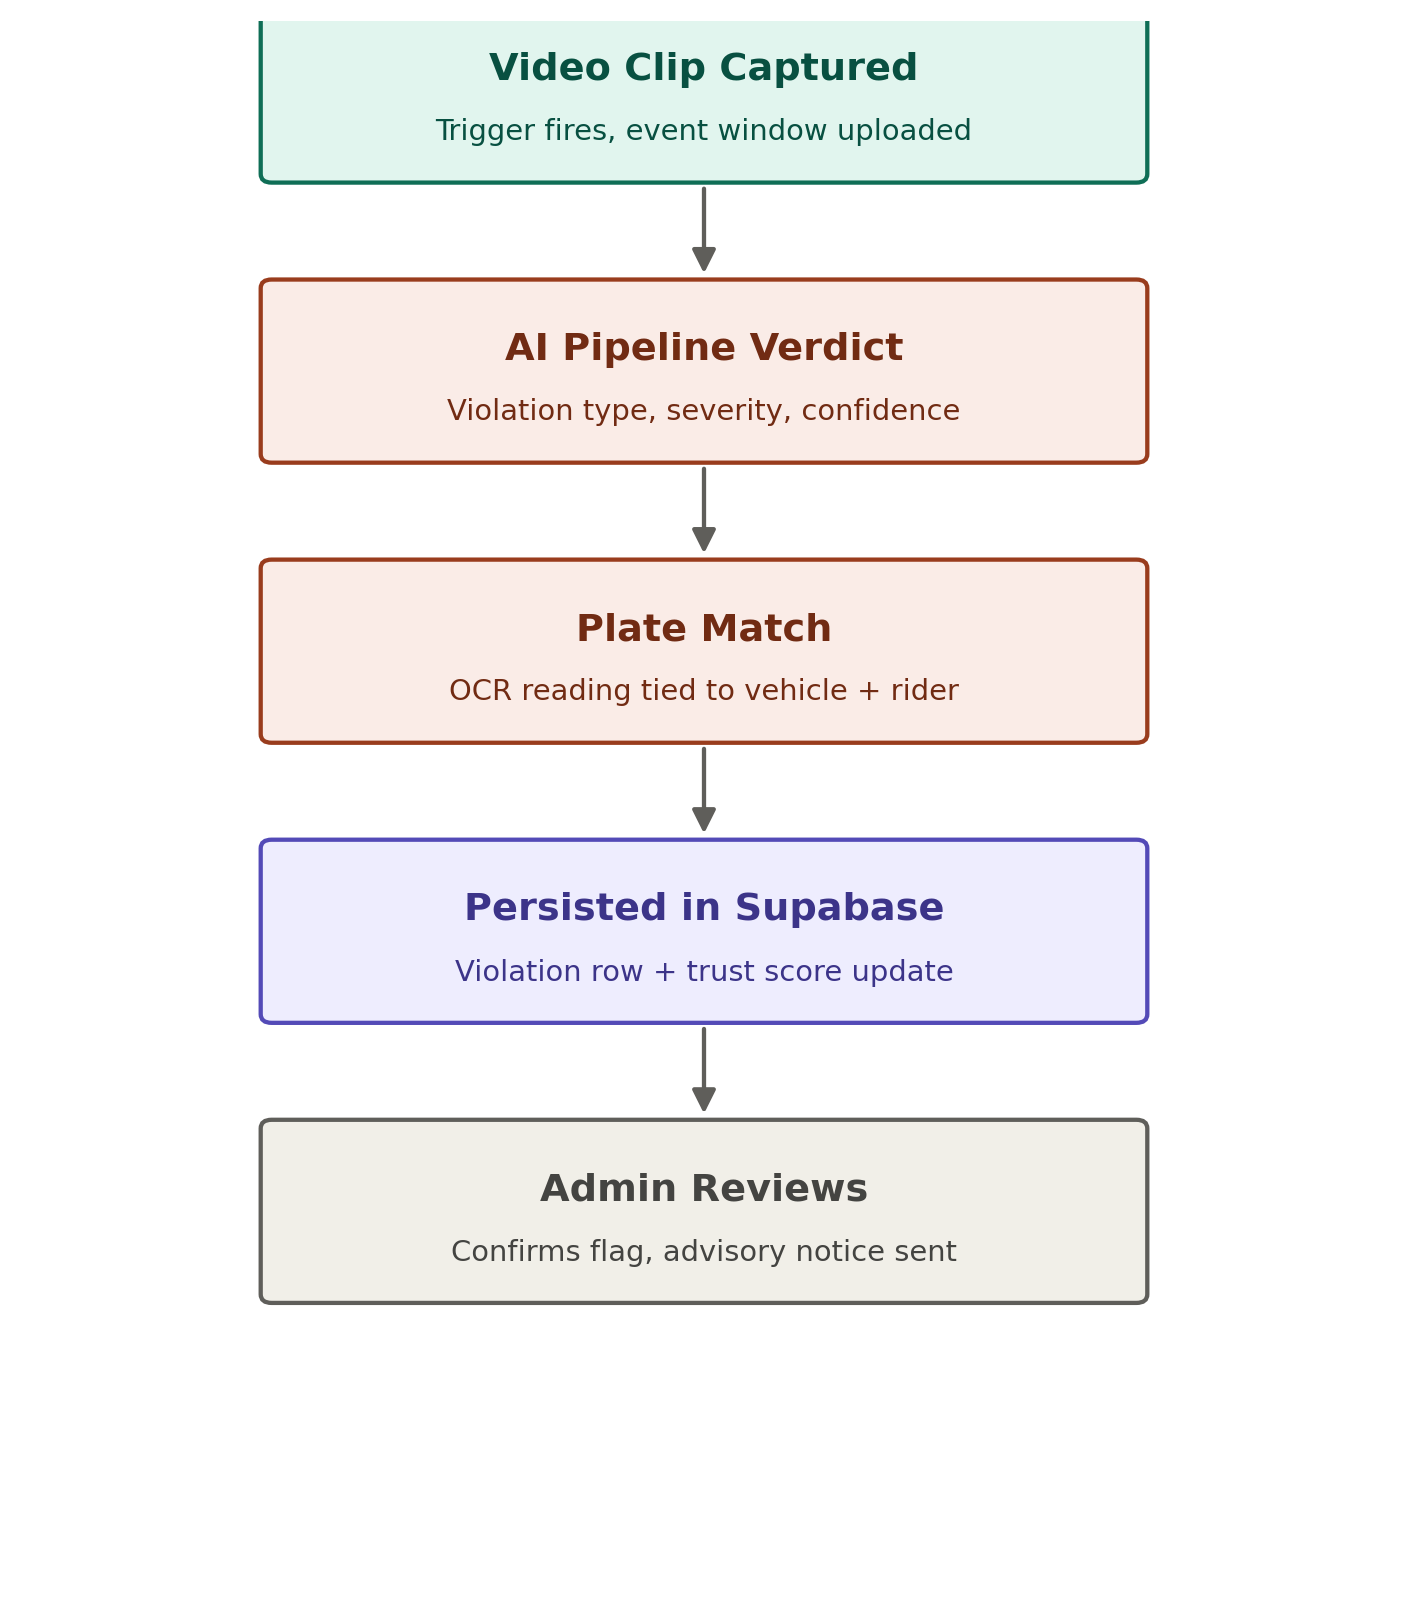 Video Clip Captured
Trigger fires, event window uploaded
AI Pipeline Verdict
Violation type, severity, confidence
Plate Match
OCR reading tied to vehicle + rider
Persisted in Supabase
Violation row + trust score update
Admin Reviews
Confirms flag, advisory notice sent